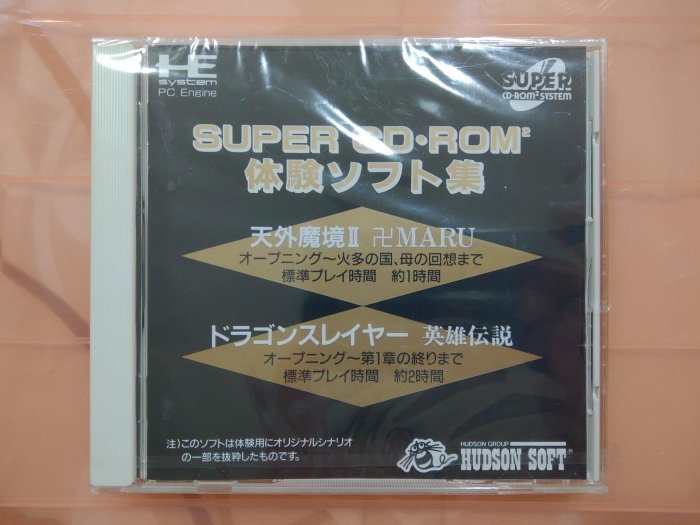 HE
system
PC Engine
SUPER
CD-ROM² SYSTEM
SUPER CD・ROM²
体験ソフト集
天外魔境Ⅱ 卍MARU
オープニング～火多の国、母の回想まで
標準プレイ時間 約1時間
ドラゴンスレイヤー 英雄伝説
オープニング～第1章の終りまで
標準プレイ時間 約2時間
注)このソフトは体験用にオリジナルシナリオ
の一部を抜粋したものです。
HUDSON GROUP
HUDSON SOFT®